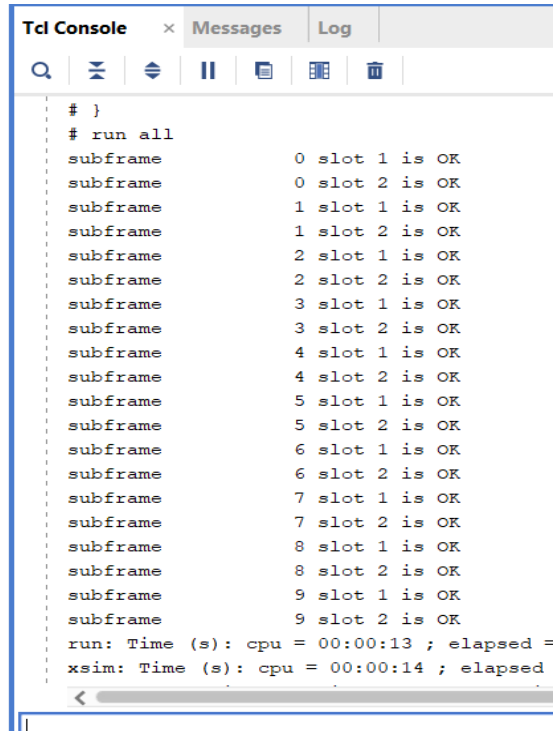 Tcl Console × Messages Log
# }
# run all
subframe 0 slot 1 is OK
subframe 0 slot 2 is OK
subframe 1 slot 1 is OK
subframe 1 slot 2 is OK
subframe 2 slot 1 is OK
subframe 2 slot 2 is OK
subframe 3 slot 1 is OK
subframe 3 slot 2 is OK
subframe 4 slot 1 is OK
subframe 4 slot 2 is OK
subframe 5 slot 1 is OK
subframe 5 slot 2 is OK
subframe 6 slot 1 is OK
subframe 6 slot 2 is OK
subframe 7 slot 1 is OK
subframe 7 slot 2 is OK
subframe 8 slot 1 is OK
subframe 8 slot 2 is OK
subframe 9 slot 1 is OK
subframe 9 slot 2 is OK
run: Time (s): cpu = 00:00:13 ; elapsed =
xsim: Time (s): cpu = 00:00:14 ; elapsed